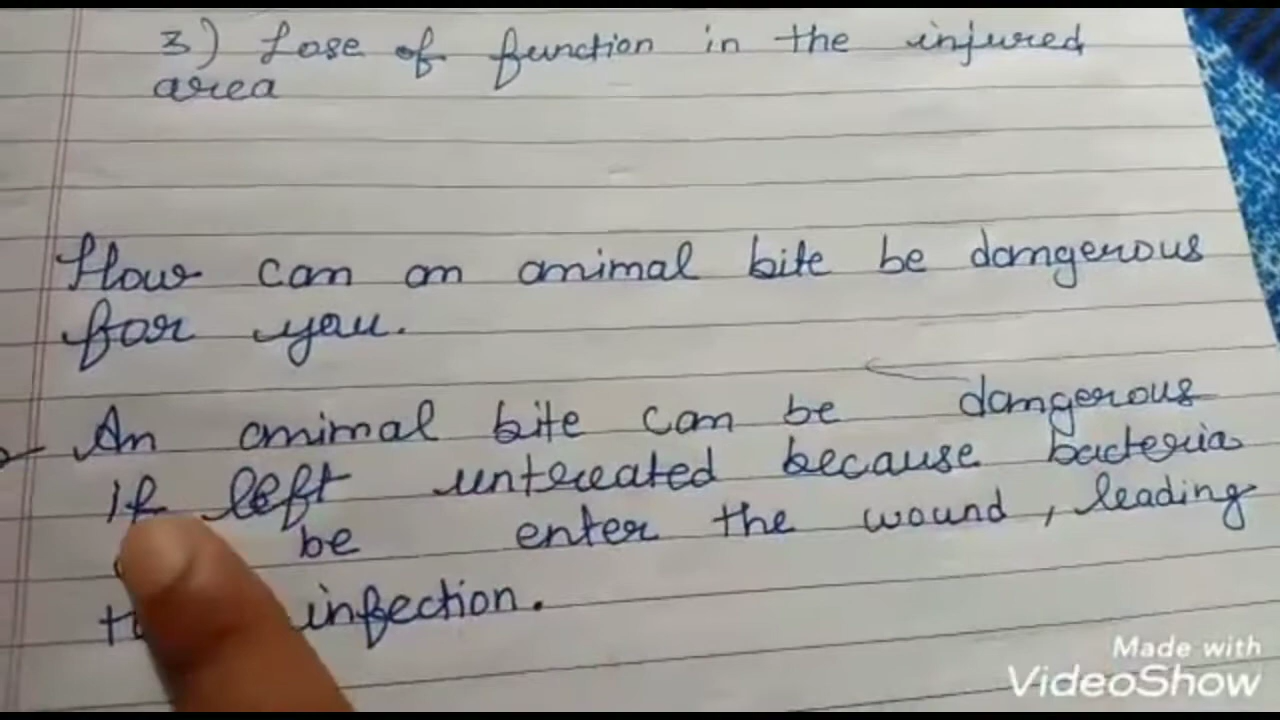 3) Lose of function in the injured
area
How can an animal bite be dangerous
for you.
An animal bite can be dangerous
If left untreated because bacteria
be enter the wound, leading
infection.
Made with
VideoShow